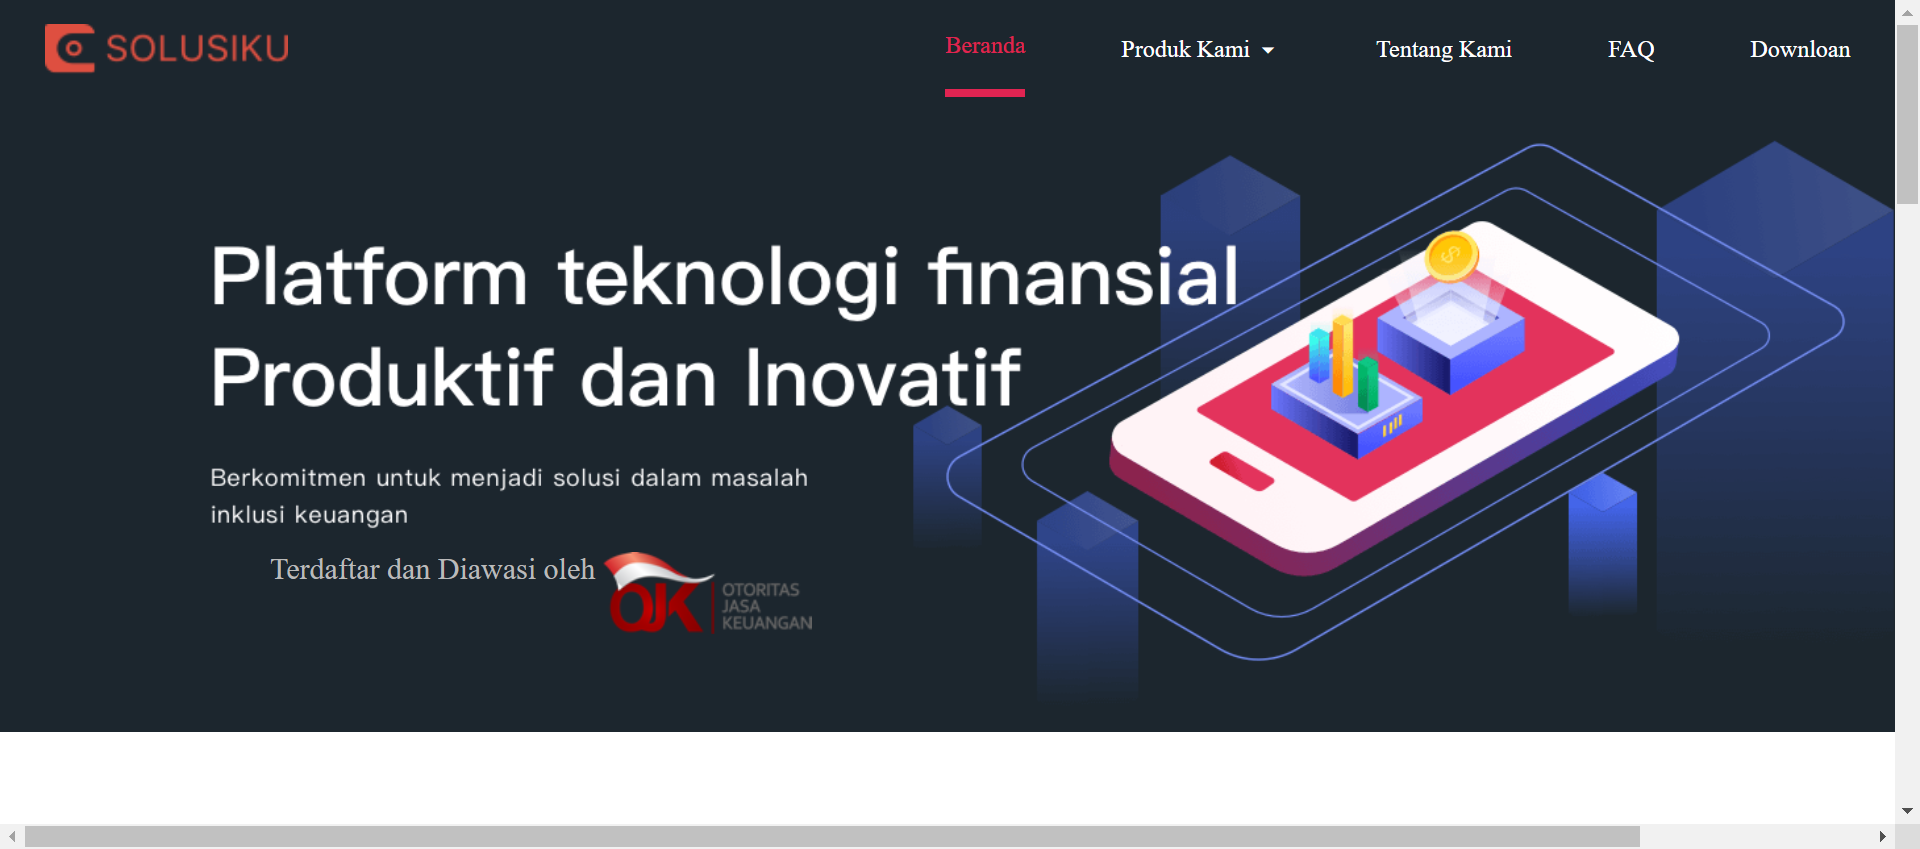 SOLUSIKU
Beranda
Produk Kami
Tentang Kami
FAQ
Downloan
Platform teknologi finansial
Produktif dan Inovatif
Berkomitmen untuk menjadi solusi dalam masalah
inklusi keuangan
Terdaftar dan Diawasi oleh
OJK
OTORITAS
JASA
KEUANGAN